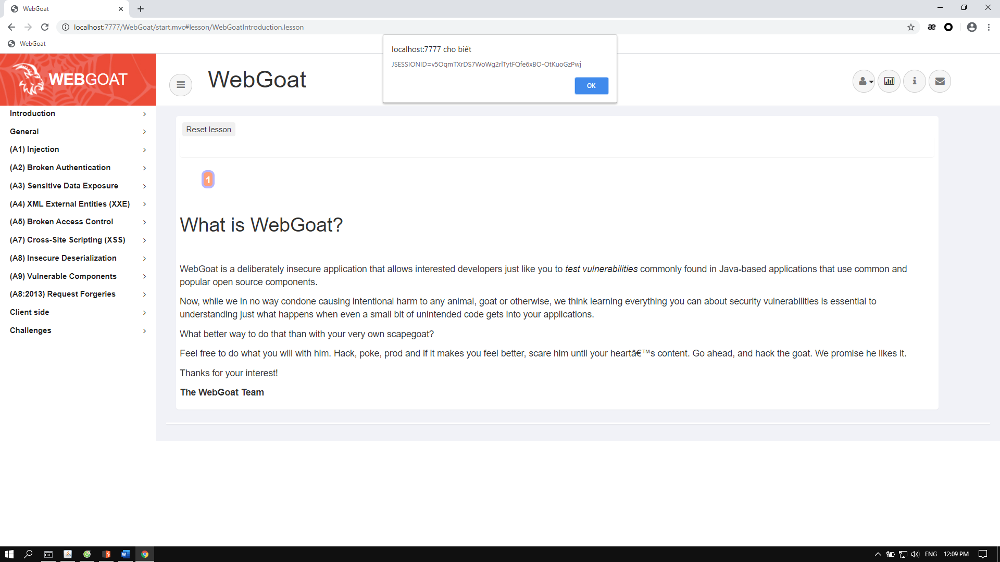 WebGoat
localhost:7777/WebGoat/start.mvc#lesson/WebGoatIntroduction.lesson
WebGoat
localhost:7777 cho biết
JSESSIONID=v5OqmTXrDS7WoWg2rlTytFQfe6xBO-OtKuoGzPwj
OK
WEBGOAT
WebGoat
Introduction
General
(A1) Injection
(A2) Broken Authentication
(A3) Sensitive Data Exposure
(A4) XML External Entities (XXE)
(A5) Broken Access Control
(A7) Cross-Site Scripting (XSS)
(A8) Insecure Deserialization
(A9) Vulnerable Components
(A8:2013) Request Forgeries
Client side
Challenges
Reset lesson
1
What is WebGoat?
WebGoat is a deliberately insecure application that allows interested developers just like you to test vulnerabilities commonly found in Java-based applications that use common and
popular open source components.
Now, while we in no way condone causing intentional harm to any animal, goat or otherwise, we think learning everything you can about security vulnerabilities is essential to
understanding just what happens when even a small bit of unintended code gets into your applications.
What better way to do that than with your very own scapegoat?
Feel free to do what you will with him. Hack, poke, prod and if it makes you feel better, scare him until your heartâ€™s content. Go ahead, and hack the goat. We promise he likes it.
Thanks for your interest!
The WebGoat Team
ENG
12:09 PM